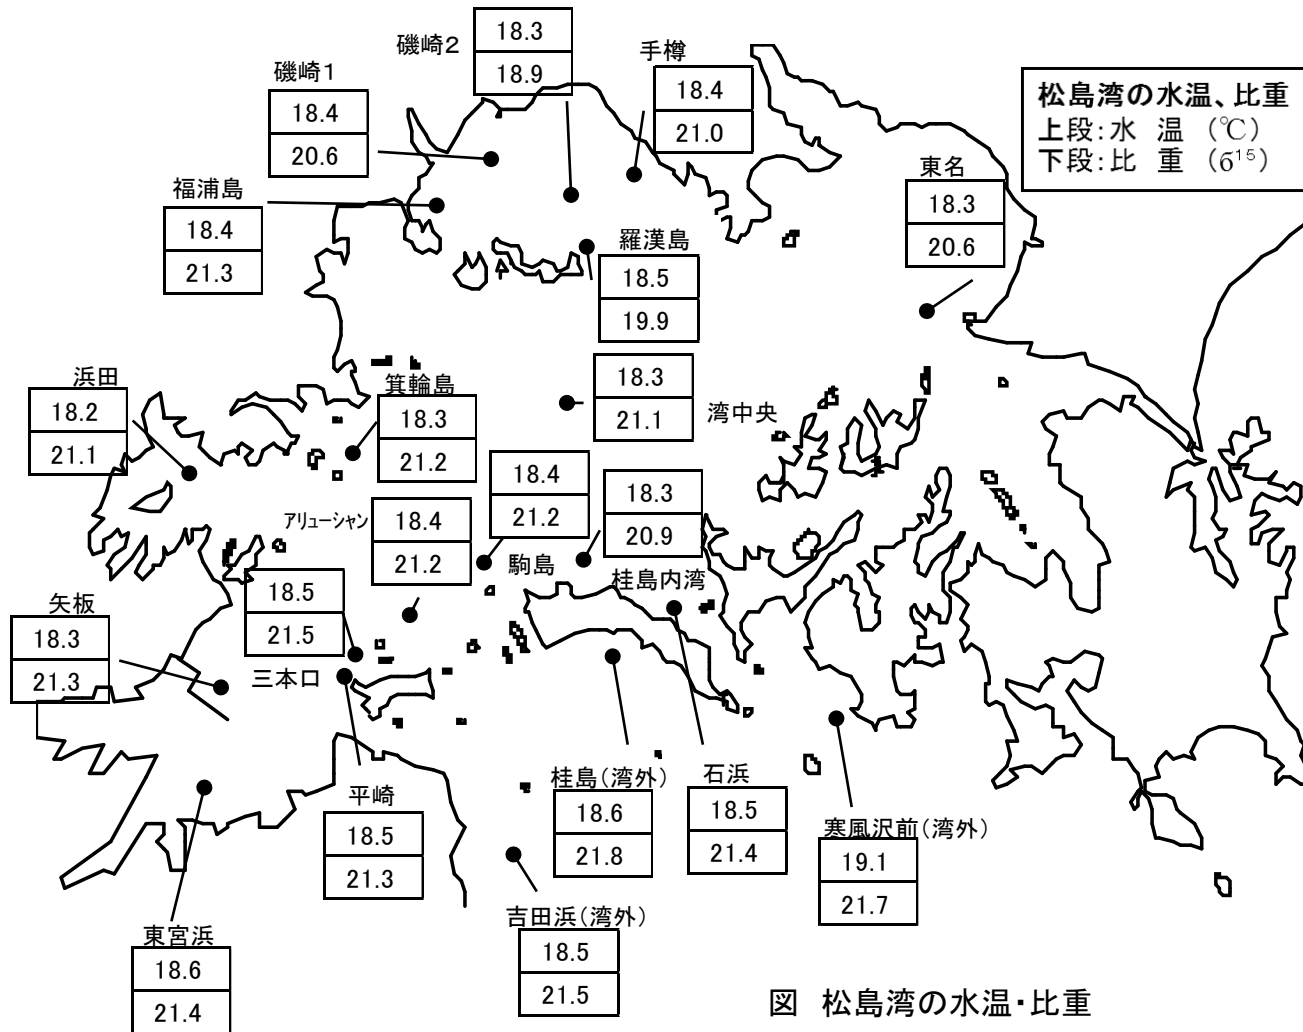 磯崎2
18.3
18.9
手樽
18.4
21.0
磯崎1
18.4
20.6
松島湾の水温、比重
上段:水 温 (℃)
下段:比 重 (б¹⁵)
東名
18.3
20.6
福浦島
18.4
21.3
羅漢島
18.5
19.9
浜田
18.2
21.1
箕輪島
18.3
21.2
18.3
21.1
湾中央
18.4
21.2
駒島
18.3
20.9
桂島内湾
アリューシャン
18.4
21.2
18.5
21.5
三本口
矢板
18.3
21.3
平崎
18.5
21.3
桂島(湾外)
18.6
21.8
石浜
18.5
21.4
寒風沢前(湾外)
19.1
21.7
吉田浜(湾外)
18.5
21.5
東宮浜
18.6
21.4
図 松島湾の水温・比重